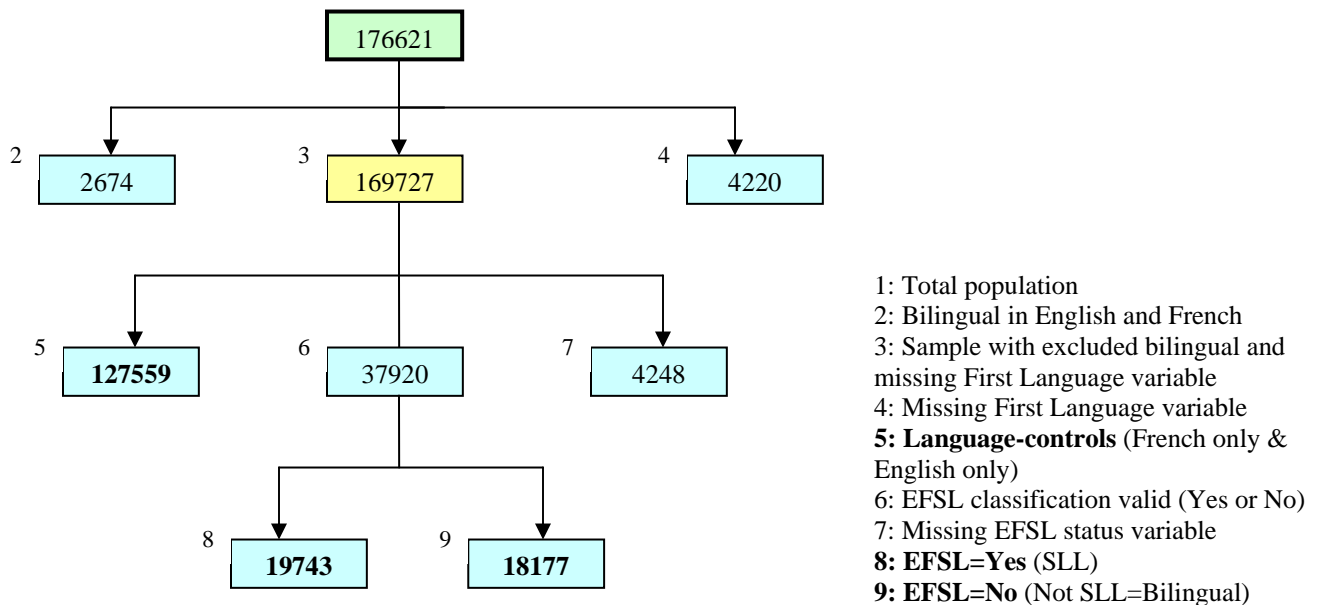 176621
2
2674
3
169727
4
4220
5
127559
6
37920
7
4248
8
19743
9
18177
1: Total population
2: Bilingual in English and French
3: Sample with excluded bilingual and
missing First Language variable
4: Missing First Language variable
5: Language-controls (French only &
English only)
6: EFSL classification valid (Yes or No)
7: Missing EFSL status variable
8: EFSL=Yes (SLL)
9: EFSL=No (Not SLL=Bilingual)